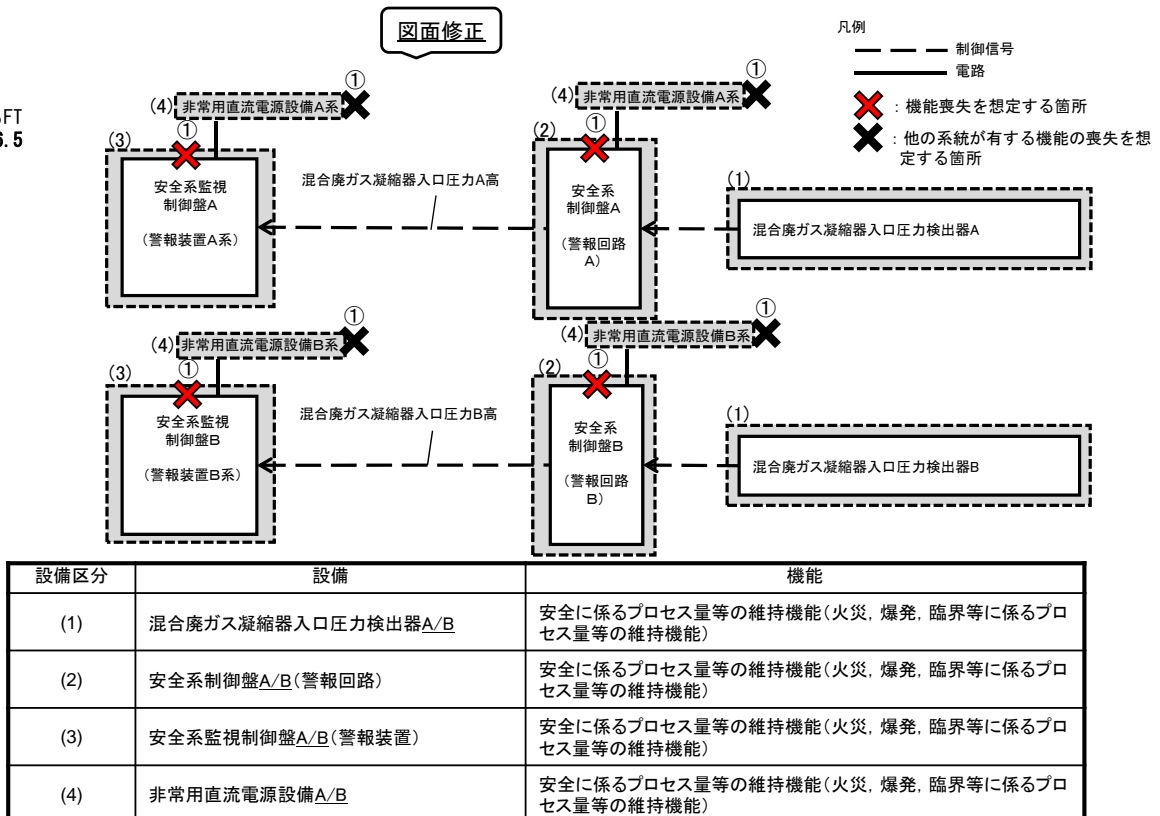 図面修正
凡例
制御信号
電路
：機能喪失を想定する箇所
：他の系統が有する機能の喪失を想
定する箇所
6.5
(4)
非常用直流電源設備A系
①
(3)
①
安全系監視
制御盤A
（警報装置A系）
混合廃ガス凝縮器入口圧力A高
(4)
非常用直流電源設備A系
①
(2)
①
安全系
制御盤A
（警報回路
A）
(1)
混合廃ガス凝縮器入口圧力検出器A
(4)
非常用直流電源設備B系
①
(3)
①
安全系監視
制御盤B
（警報装置B系）
混合廃ガス凝縮器入口圧力B高
(4)
非常用直流電源設備B系
①
(2)
①
安全系
制御盤B
（警報回路
B）
(1)
混合廃ガス凝縮器入口圧力検出器B
設備区分 設備 機能
(1) 混合廃ガス凝縮器入口圧力検出器A/B 安全に係るプロセス量等の維持機能（火災，爆発，臨界等に係るプロ
セス量等の維持機能）
(2) 安全系制御盤A/B（警報回路） 安全に係るプロセス量等の維持機能（火災，爆発，臨界等に係るプロ
セス量等の維持機能）
(3) 安全系監視制御盤A/B（警報装置） 安全に係るプロセス量等の維持機能（火災，爆発，臨界等に係るプロ
セス量等の維持機能）
(4) 非常用直流電源設備A/B 安全に係るプロセス量等の維持機能（火災，爆発，臨界等に係るプロ
セス量等の維持機能）